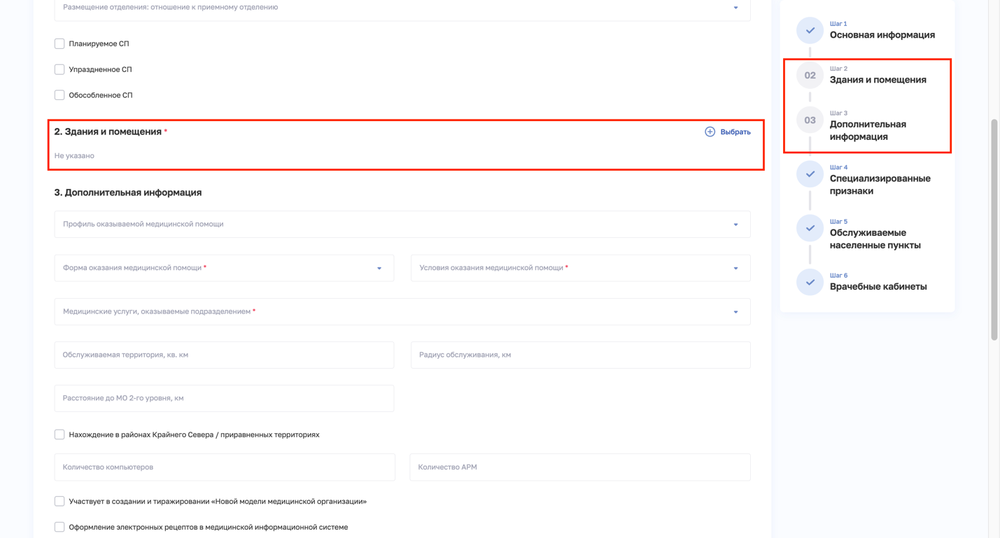 Размещение отделения: отношение к приемному отделению
Планируемое СП
Упраздненное СП
Обособленное СП
2. Здания и помещения *
Выбрать
Не указано
3. Дополнительная информация
Профиль оказываемой медицинской помощи
Форма оказания медицинской помощи *
Условия оказания медицинской помощи *
Медицинские услуги, оказываемые подразделением *
Обслуживаемая территория, кв. км
Радиус обслуживания, км
Расстояние до МО 2-го уровня, км
Нахождение в районах Крайнего Севера / приравненных территориях
Количество компьютеров
Количество АРМ
Участвует в создании и тиражировании «Новой модели медицинской организации»
Оформление электронных рецептов в медицинской информационной системе
Шаг 1
Основная информация
02
Шаг 2
Здания и помещения
03
Шаг 3
Дополнительная
информация
Шаг 4
Специализированные
признаки
Шаг 5
Обслуживаемые
населенные пункты
Шаг 6
Врачебные кабинеты